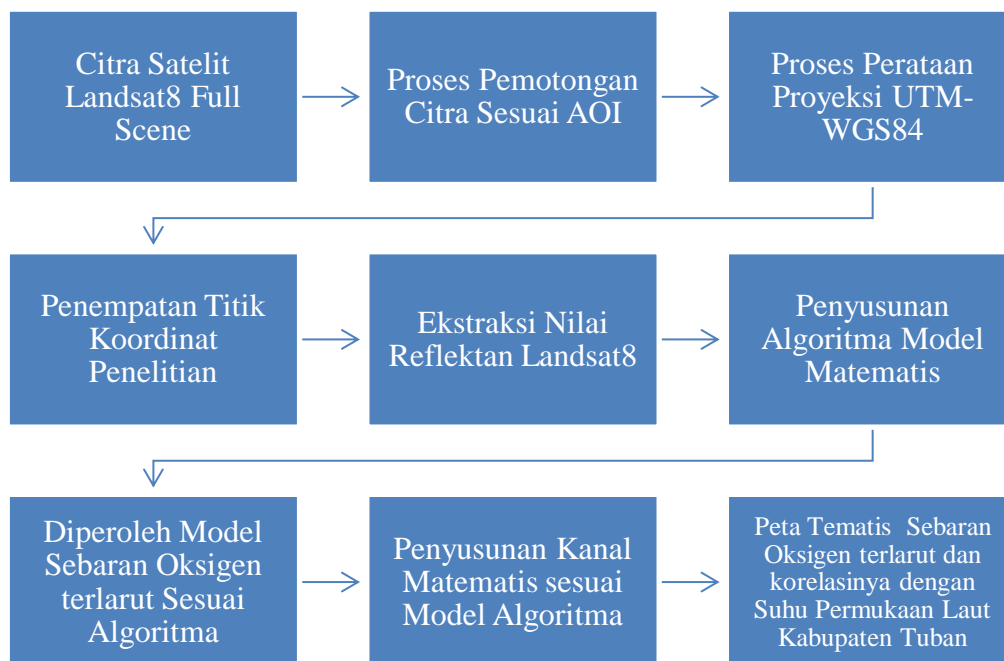 Citra Satelit
Landsat8 Full
Scene
Proses Pemotongan
Citra Sesuai AOI
Proses Perataan
Proyeksi UTM-
WGS84
Penempatan Titik
Koordinat
Penelitian
Ekstraksi Nilai
Reflektan Landsat8
Penyusunan
Algoritma Model
Matematis
Diperoleh Model
Sebaran Oksigen
terlarut Sesuai
Algoritma
Penyusunan Kanal
Matematis sesuai
Model Algoritma
Peta Tematis Sebaran
Oksigen terlarut dan
korelasinya dengan
Suhu Permukaan Laut
Kabupaten Tuban